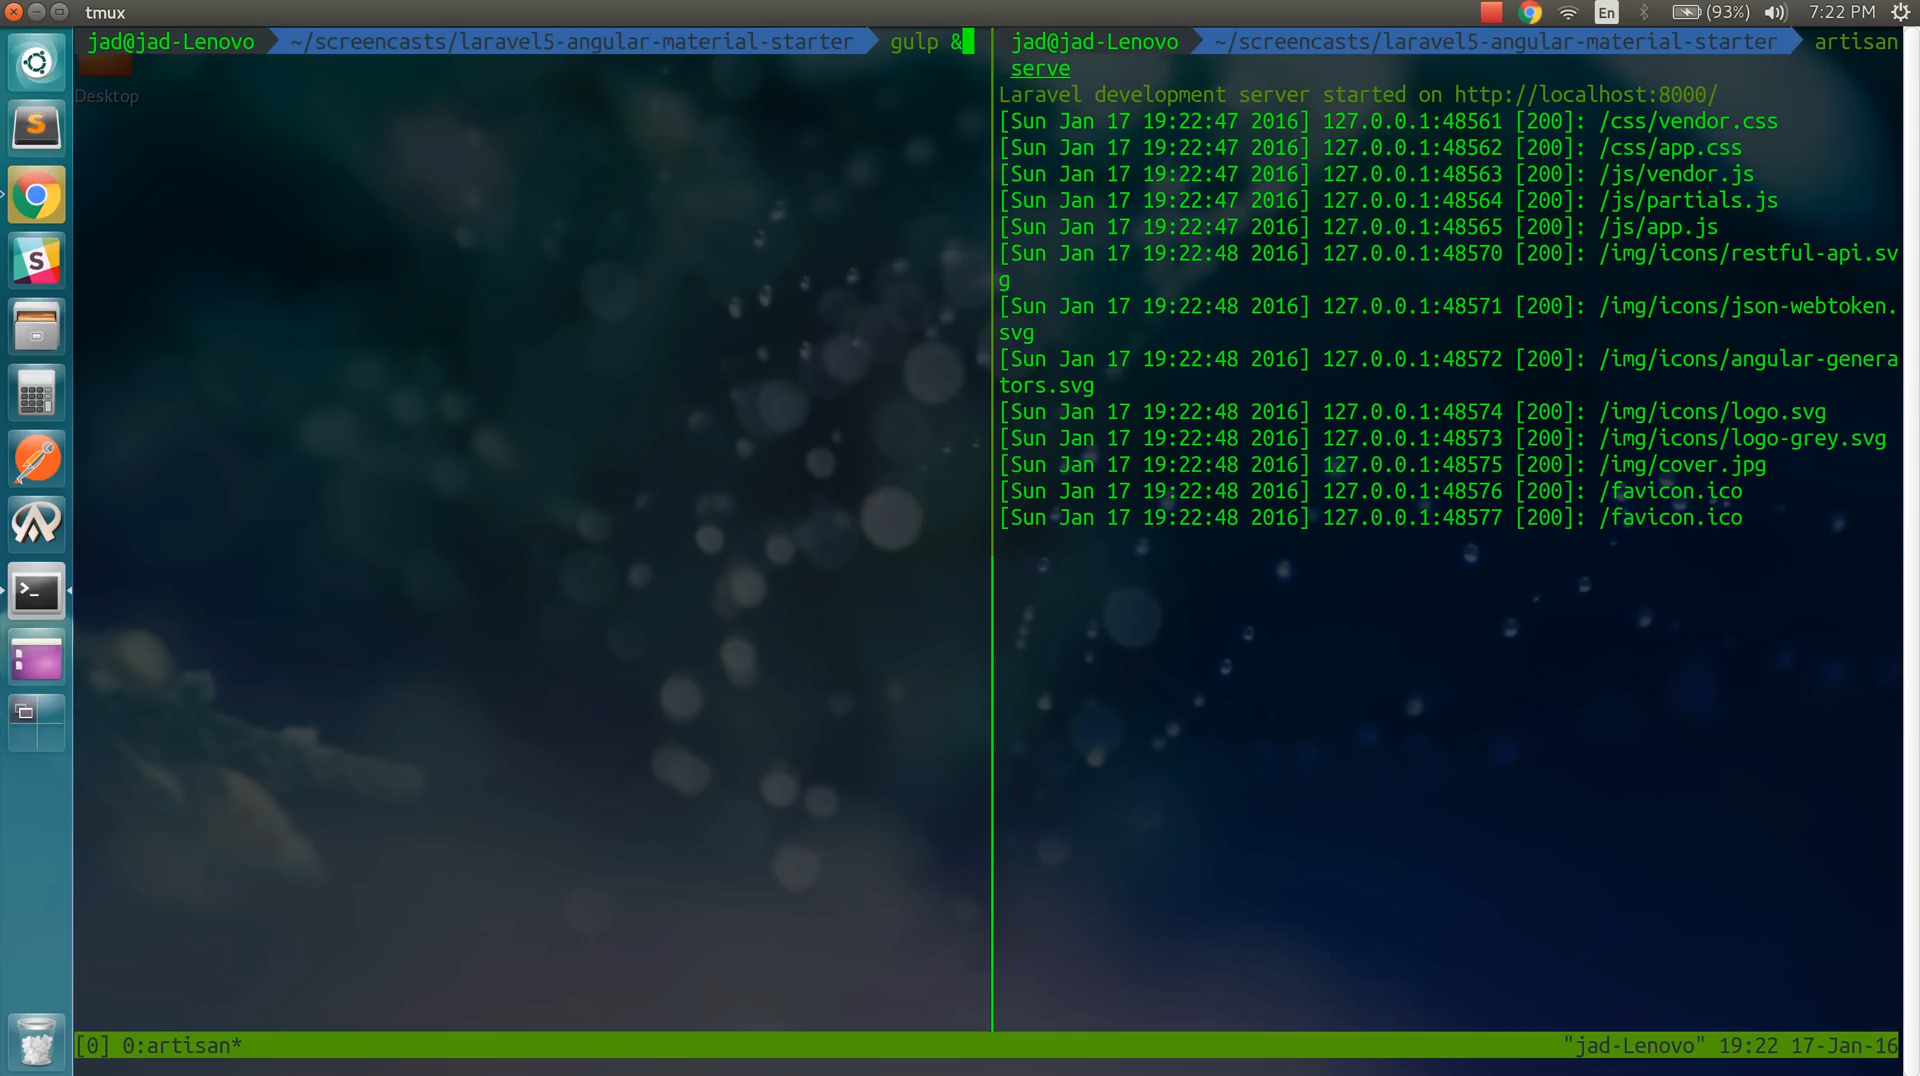 tmux
En
(93%)
7:22 PM
Desktop
jad@jad-Lenovo ~/screencasts/laravel5-angular-material-starter gulp &
jad@jad-Lenovo ~/screencasts/laravel5-angular-material-starter artisan
serve
Laravel development server started on http://localhost:8000/
[Sun Jan 17 19:22:47 2016] 127.0.0.1:48561 [200]: /css/vendor.css
[Sun Jan 17 19:22:47 2016] 127.0.0.1:48562 [200]: /css/app.css
[Sun Jan 17 19:22:47 2016] 127.0.0.1:48563 [200]: /js/vendor.js
[Sun Jan 17 19:22:47 2016] 127.0.0.1:48564 [200]: /js/partials.js
[Sun Jan 17 19:22:47 2016] 127.0.0.1:48565 [200]: /js/app.js
[Sun Jan 17 19:22:48 2016] 127.0.0.1:48570 [200]: /img/icons/restful-api.sv
g
[Sun Jan 17 19:22:48 2016] 127.0.0.1:48571 [200]: /img/icons/json-webtoken.
svg
[Sun Jan 17 19:22:48 2016] 127.0.0.1:48572 [200]: /img/icons/angular-genera
tors.svg
[Sun Jan 17 19:22:48 2016] 127.0.0.1:48574 [200]: /img/icons/logo.svg
[Sun Jan 17 19:22:48 2016] 127.0.0.1:48573 [200]: /img/icons/logo-grey.svg
[Sun Jan 17 19:22:48 2016] 127.0.0.1:48575 [200]: /img/cover.jpg
[Sun Jan 17 19:22:48 2016] 127.0.0.1:48576 [200]: /favicon.ico
[Sun Jan 17 19:22:48 2016] 127.0.0.1:48577 [200]: /favicon.ico
[0] 0:artisan*
"jad-Lenovo" 19:22 17-Jan-16